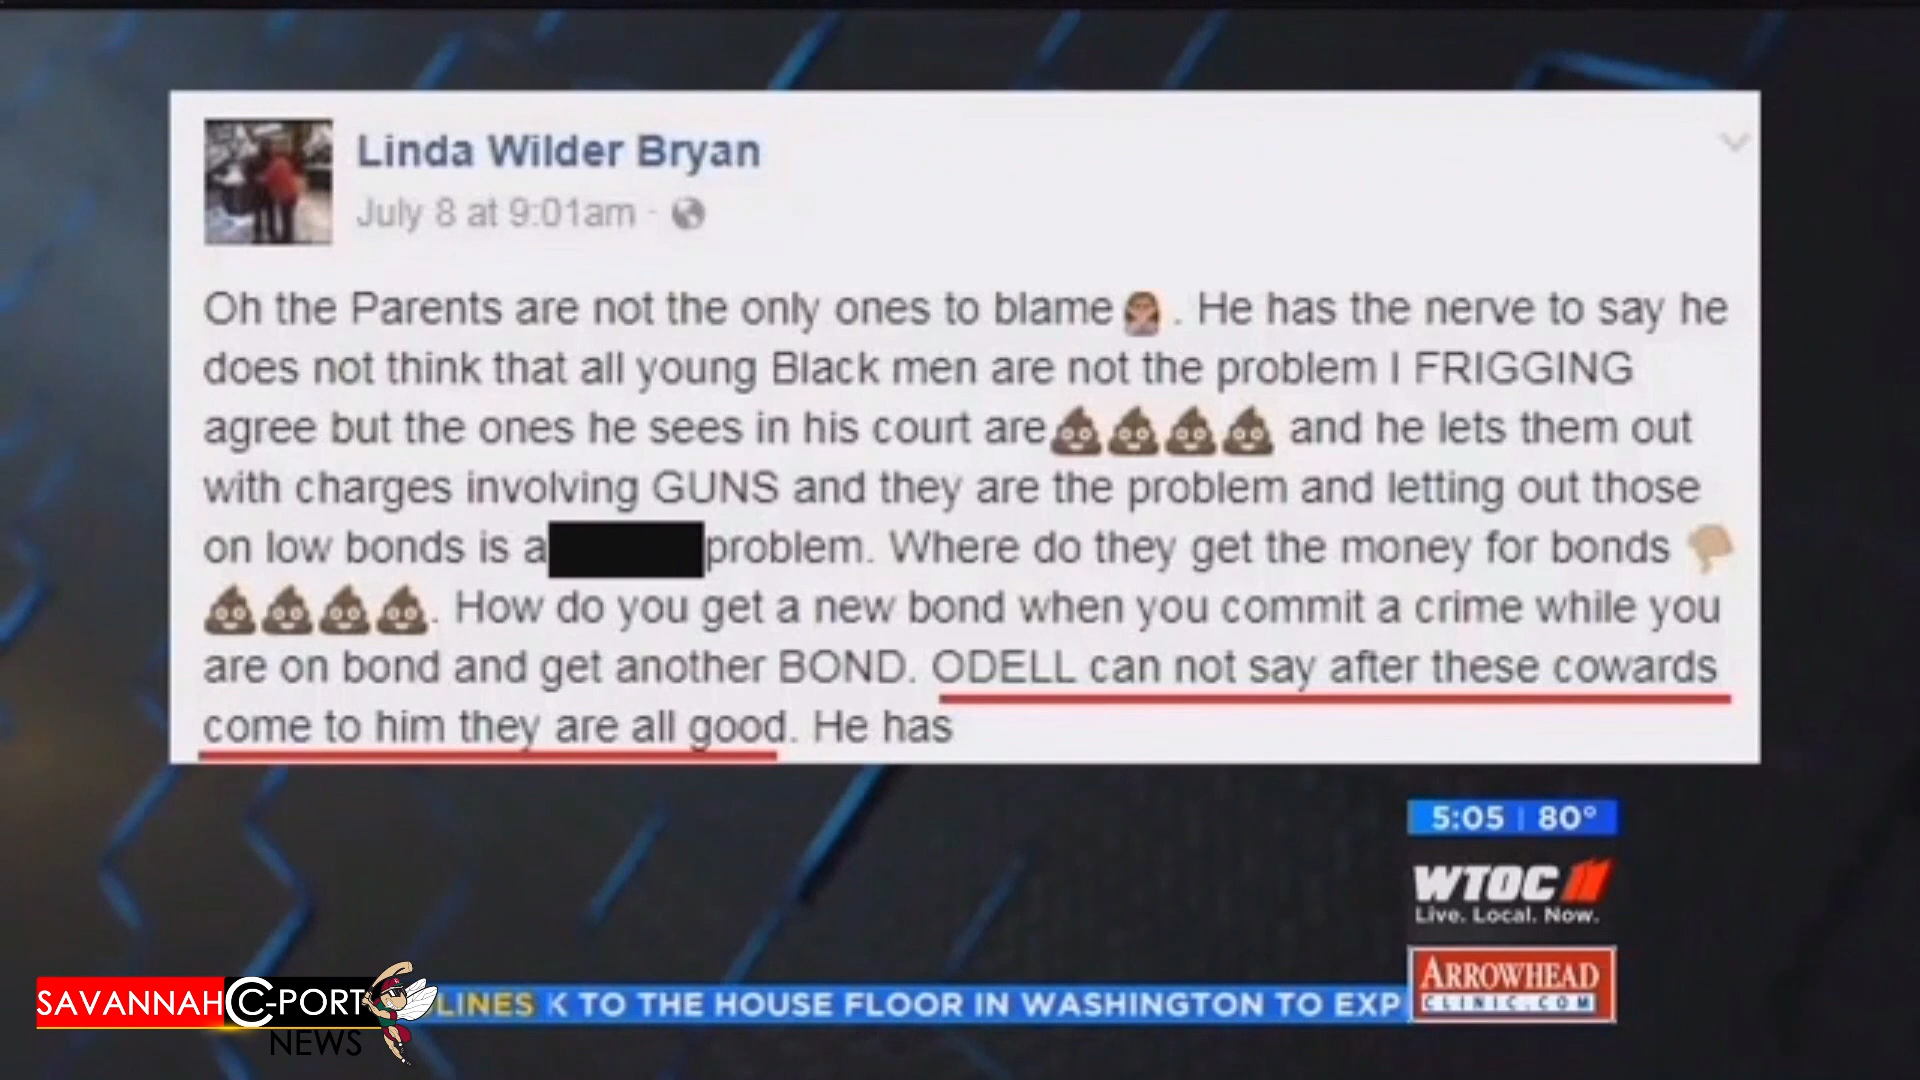 Linda Wilder Bryan
July 8 at 9:01am ·
Oh the Parents are not the only ones to blame🙅🏽. He has the nerve to say he
does not think that all young Black men are not the problem I FRIGGING
agree but the ones he sees in his court are💩💩💩💩 and he lets them out
with charges involving GUNS and they are the problem and letting out those
on low bonds is a problem. Where do they get the money for bonds 👇🏼
💩💩💩💩. How do you get a new bond when you commit a crime while you
are on bond and get another BOND. ODELL can not say after these cowards
come to him they are all good. He has
5:05 | 80°
WTOC 11
Live. Local. Now.
ARROWHEAD
CLINIC.COM
SAVANNAH C-PORT
NEWS
LINES K TO THE HOUSE FLOOR IN WASHINGTON TO EXP